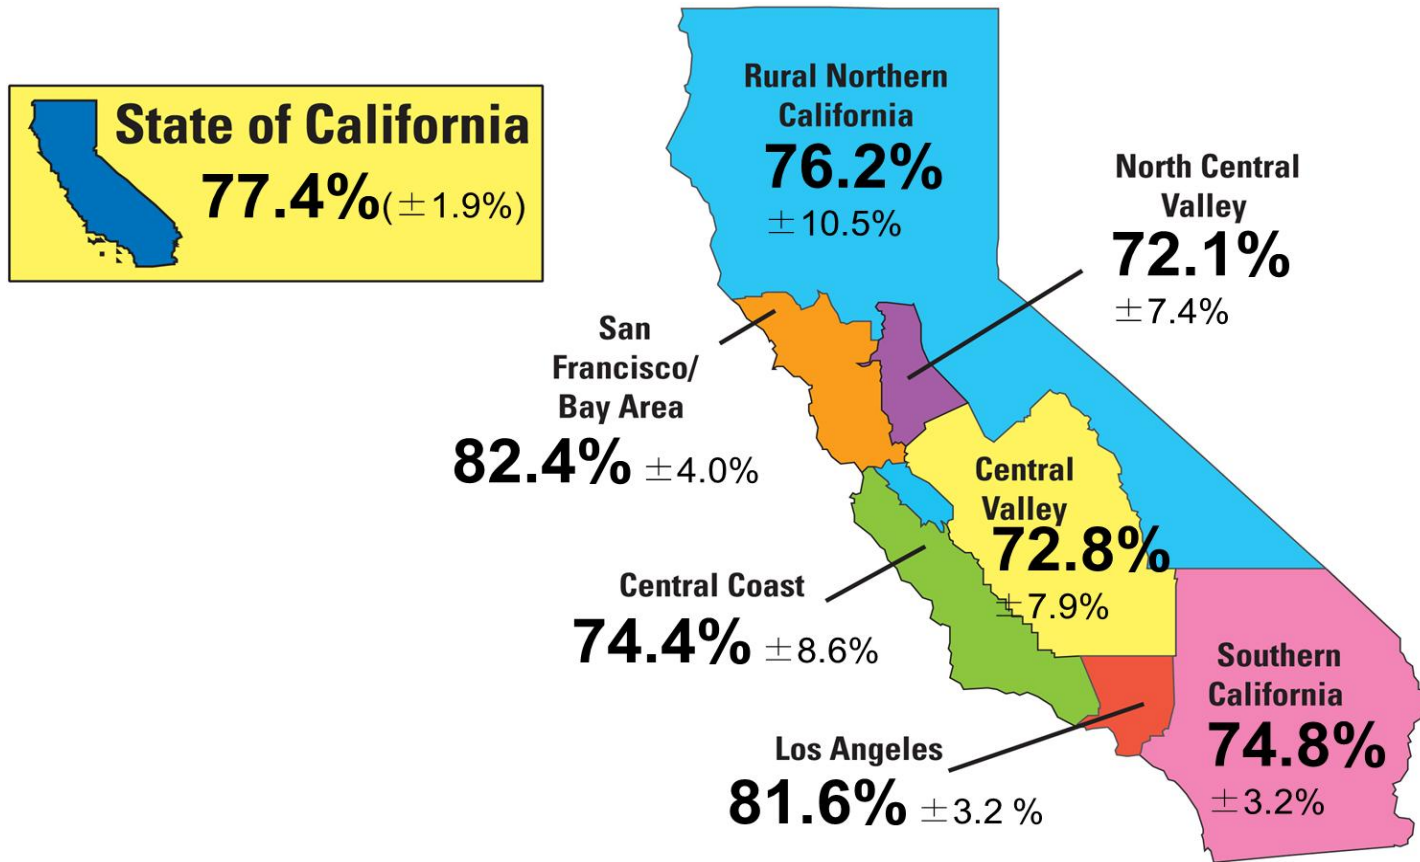 State of California
77.4%(±1.9%)
Rural Northern
California
76.2%
±10.5%
North Central
Valley
72.1%
±7.4%
San
Francisco/
Bay Area
82.4% ±4.0%
Central
Valley
72.8%
±7.9%
Central Coast
74.4% ±8.6%
Southern
California
74.8%
±3.2%
Los Angeles
81.6% ±3.2 %